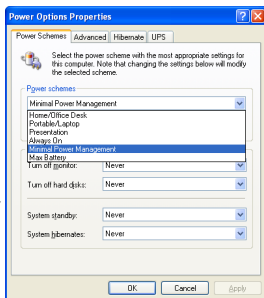 Power Options Properties
Power Schemes Advanced Hibernate UPS
Select the power scheme with the most appropriate settings for
this computer. Note that changing the settings below will modify
the selected scheme.
Power schemes
Minimal Power Management
Home/Office Desk
Portable/Laptop
Presentation
Always On
Minimal Power Management
Max Battery
Turn off monitor: Never
Turn off hard disks: Never
System standby: Never
System hibernates: Never
OK Cancel Apply